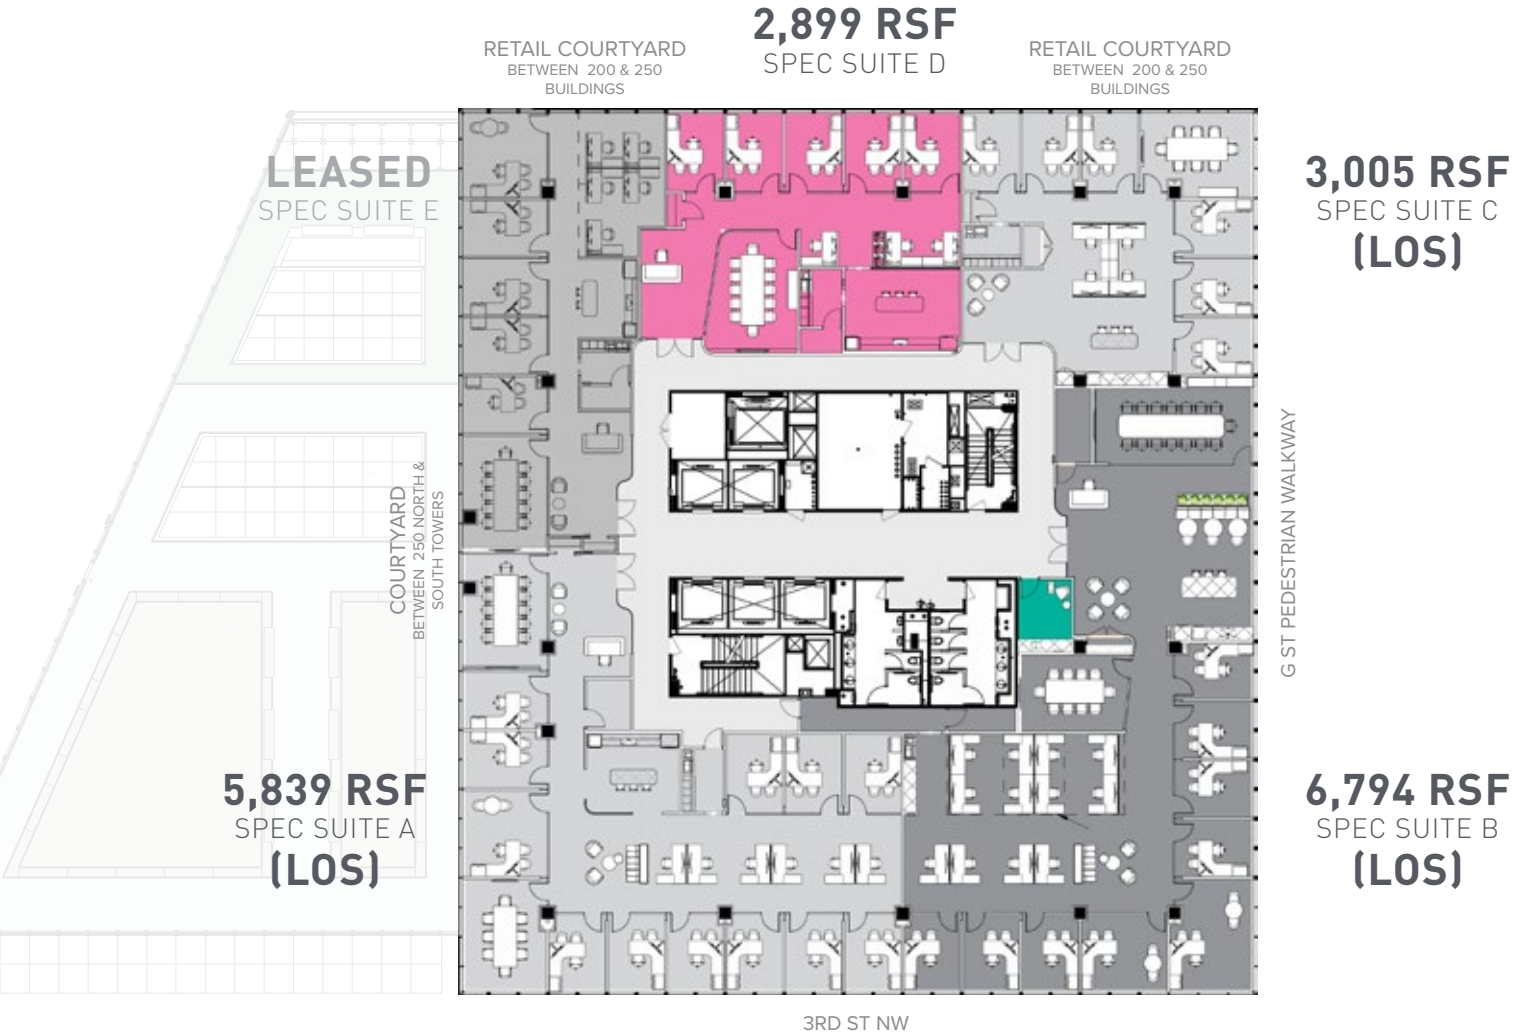 2,899 RSF
SPEC SUITE D
RETAIL COURTYARD
BETWEEN 200 & 250
BUILDINGS
RETAIL COURTYARD
BETWEEN 200 & 250
BUILDINGS
LEASED
SPEC SUITE E
3,005 RSF
SPEC SUITE C
(LOS)
COURTYARD
BETWEEN 250 NORTH &
SOUTH TOWERS
G ST PEDESTRIAN WALKWAY
5,839 RSF
SPEC SUITE A
(LOS)
6,794 RSF
SPEC SUITE B
(LOS)
3RD ST NW